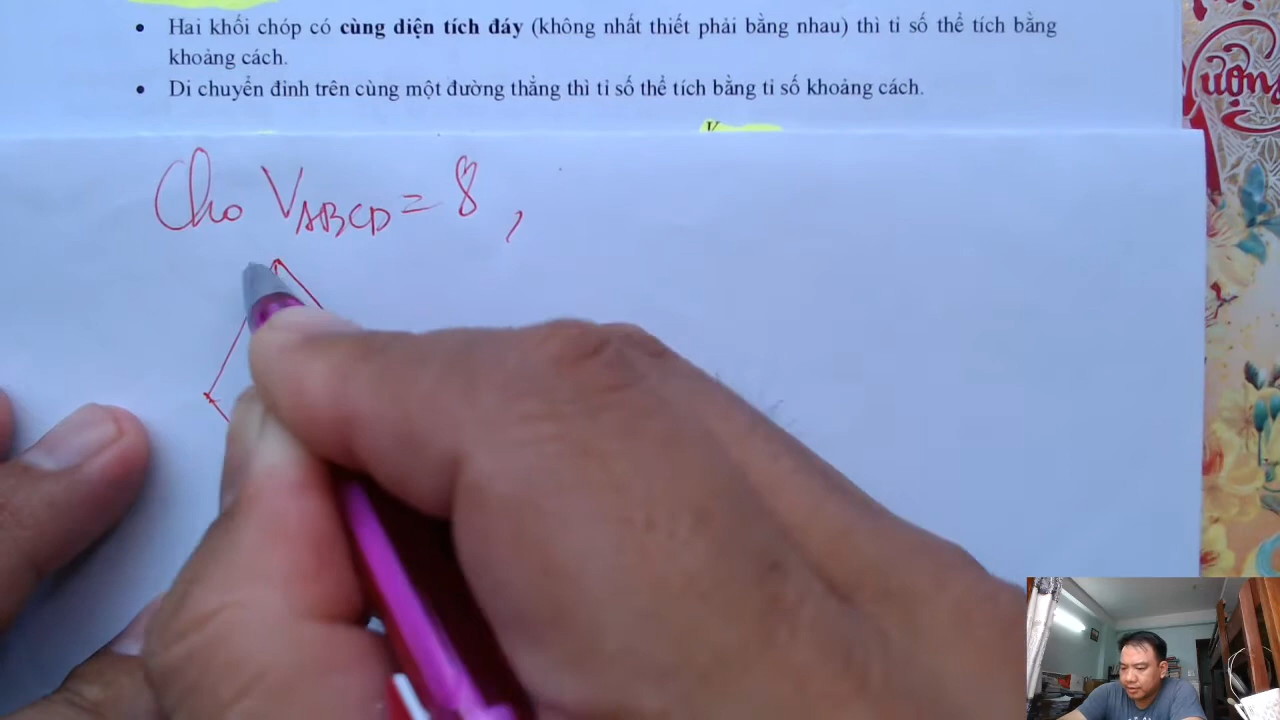 • Hai khối chóp có cùng diện tích đáy (không nhất thiết phải bằng nhau) thì tỉ số thể tích bằng
khoảng cách.
• Di chuyển đỉnh trên cùng một đường thẳng thì tỉ số thể tích bằng tỉ số khoảng cách.
V
Cho V_ABCD = 8 ,